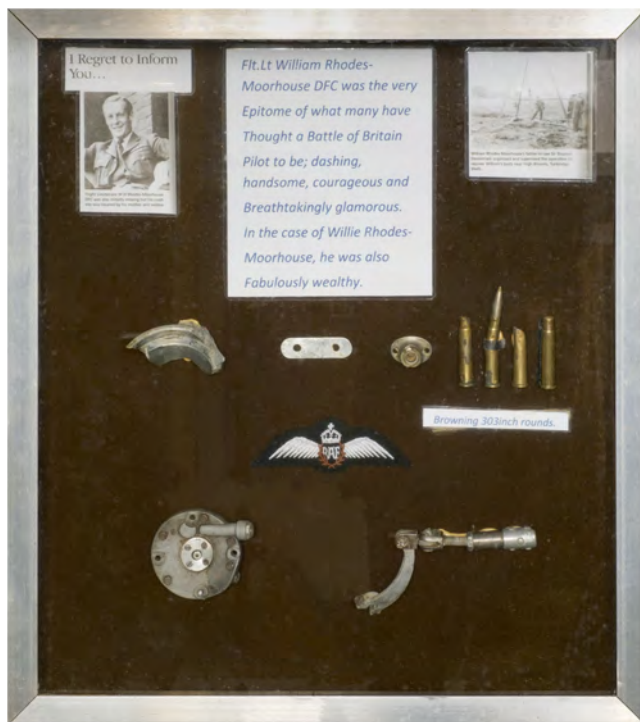 I Regret to Inform
You...
Flt.Lt William Rhodes-
Moorhouse DFC was the very
Epitome of what many have
Thought a Battle of Britain
Pilot to be; dashing,
handsome, courageous and
Breathtakingly glamorous.
In the case of Willie Rhodes-
Moorhouse, he was also
Fabulously wealthy.
Browning 303inch rounds.
RAF